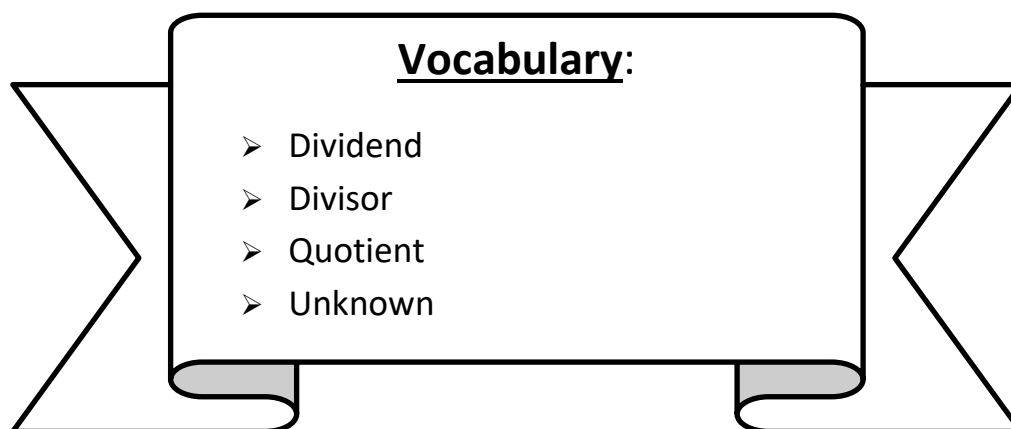 Vocabulary:
➢ Dividend
➢ Divisor
➢ Quotient
➢ Unknown